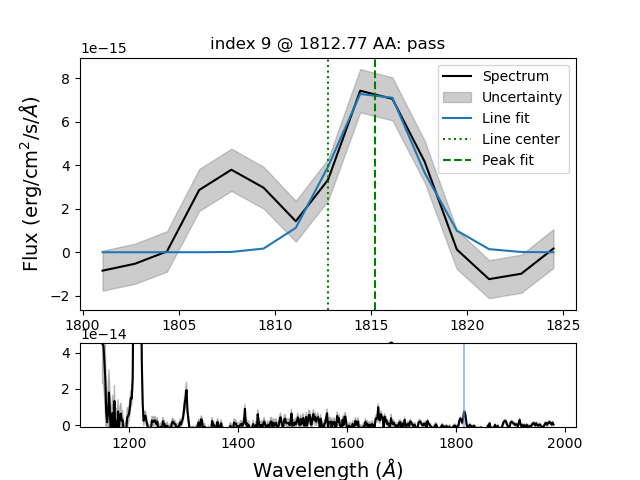 index 9 @ 1812.77 AA: pass
1e−15
Flux (erg/cm²/s/Å)
8
6
4
2
0
−2
Spectrum
Uncertainty
Line fit
Line center
Peak fit
1800 1805 1810 1815 1820 1825
1e−14
4
2
0
1200 1400 1600 1800 2000
Wavelength (Å)